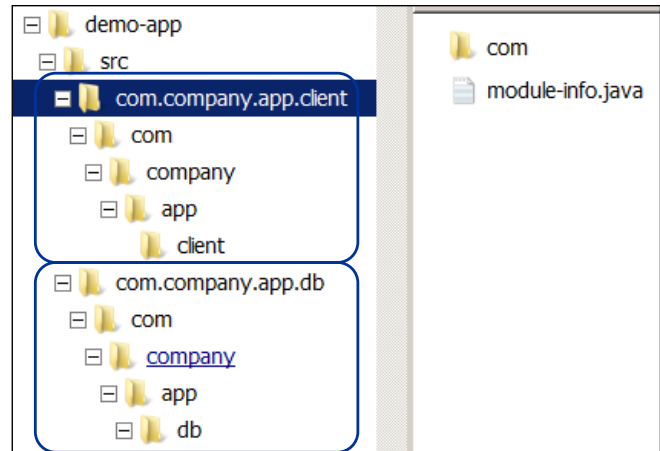 demo-app
src
com.company.app.client
com
company
app
client
com.company.app.db
com
company
app
db
com
module-info.java